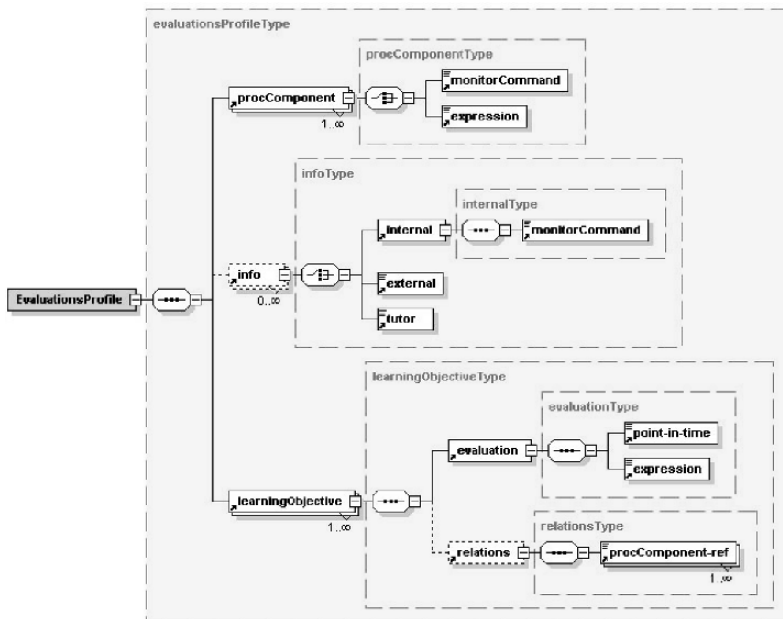 evaluationsProfileType
procComponentType
monitorCommand
procComponent
expression
1..∞
infoType
internalType
internal
monitorCommand
info
external
0..∞
EvaluationsProfile
tutor
learningObjectiveType
evaluationType
point-in-time
evaluation
expression
learningObjective
1..∞
relationsType
relations
procComponent-ref
1..∞